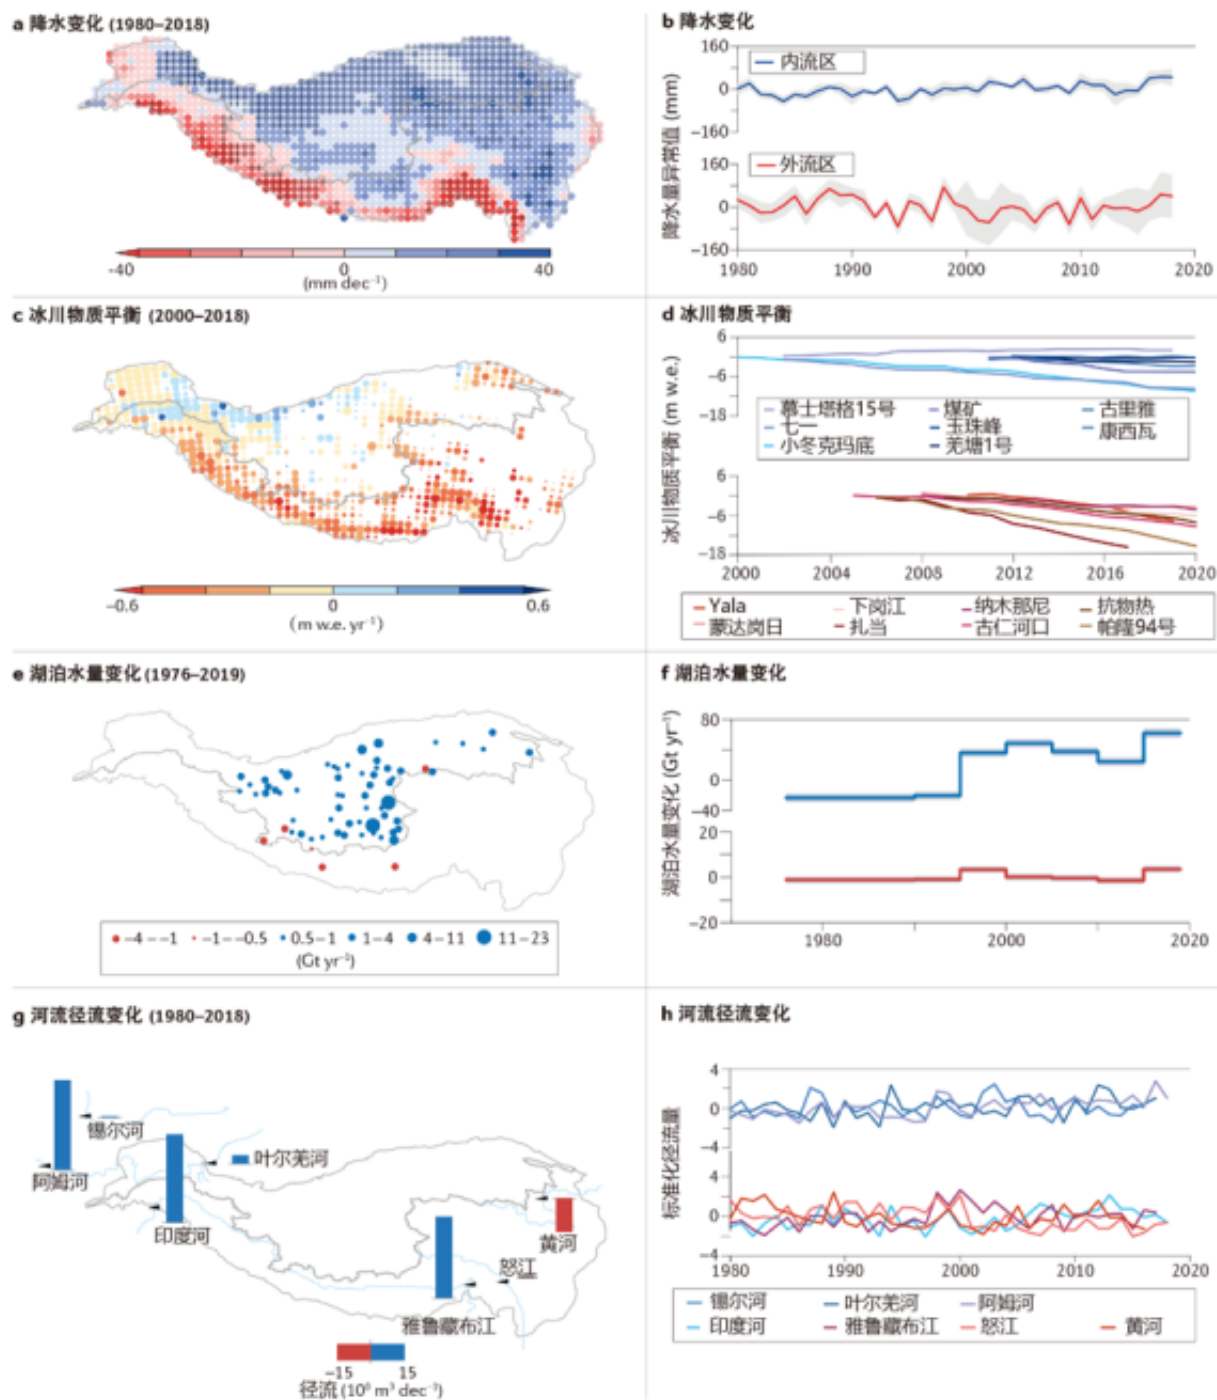 a 降水变化 (1980–2018)
−40 0 40
(mm dec⁻¹)
b 降水变化
降水量异常值 (mm)
160
0
−160
内流区
160
0
−160
外流区
1980 1990 2000 2010 2020
c 冰川物质平衡 (2000–2018)
−0.6 0 0.6
(m w.e. yr⁻¹)
d 冰川物质平衡
冰川物质平衡 (m w.e.)
6
−6
−18
慕士塔格15号 煤矿 古里雅
七一 玉珠峰 康西瓦
小冬克玛底 羌塘1号
6
−6
−18
2000 2004 2008 2012 2016 2020
Yala 下岗江 纳木那尼 抗物热
蒙达岗日 扎当 古仁河口 帕隆94号
e 湖泊水量变化 (1976–2019)
−4 – −1 −1 – −0.5 0.5 – 1 1 – 4 4 – 11 11 – 23
(Gt yr⁻¹)
f 湖泊水量变化
湖泊水量变化 (Gt yr⁻¹)
80
0
−40
20
0
−20
1980 2000 2020
g 河流径流变化 (1980–2018)
锡尔河
叶尔羌河
阿姆河
印度河
黄河
怒江
雅鲁藏布江
−15 15
径流 (10⁸ m³ dec⁻¹)
h 河流径流变化
标准化径流量
4
0
−4
4
0
−4
1980 1990 2000 2010 2020
锡尔河 叶尔羌河 阿姆河
印度河 雅鲁藏布江 怒江 黄河